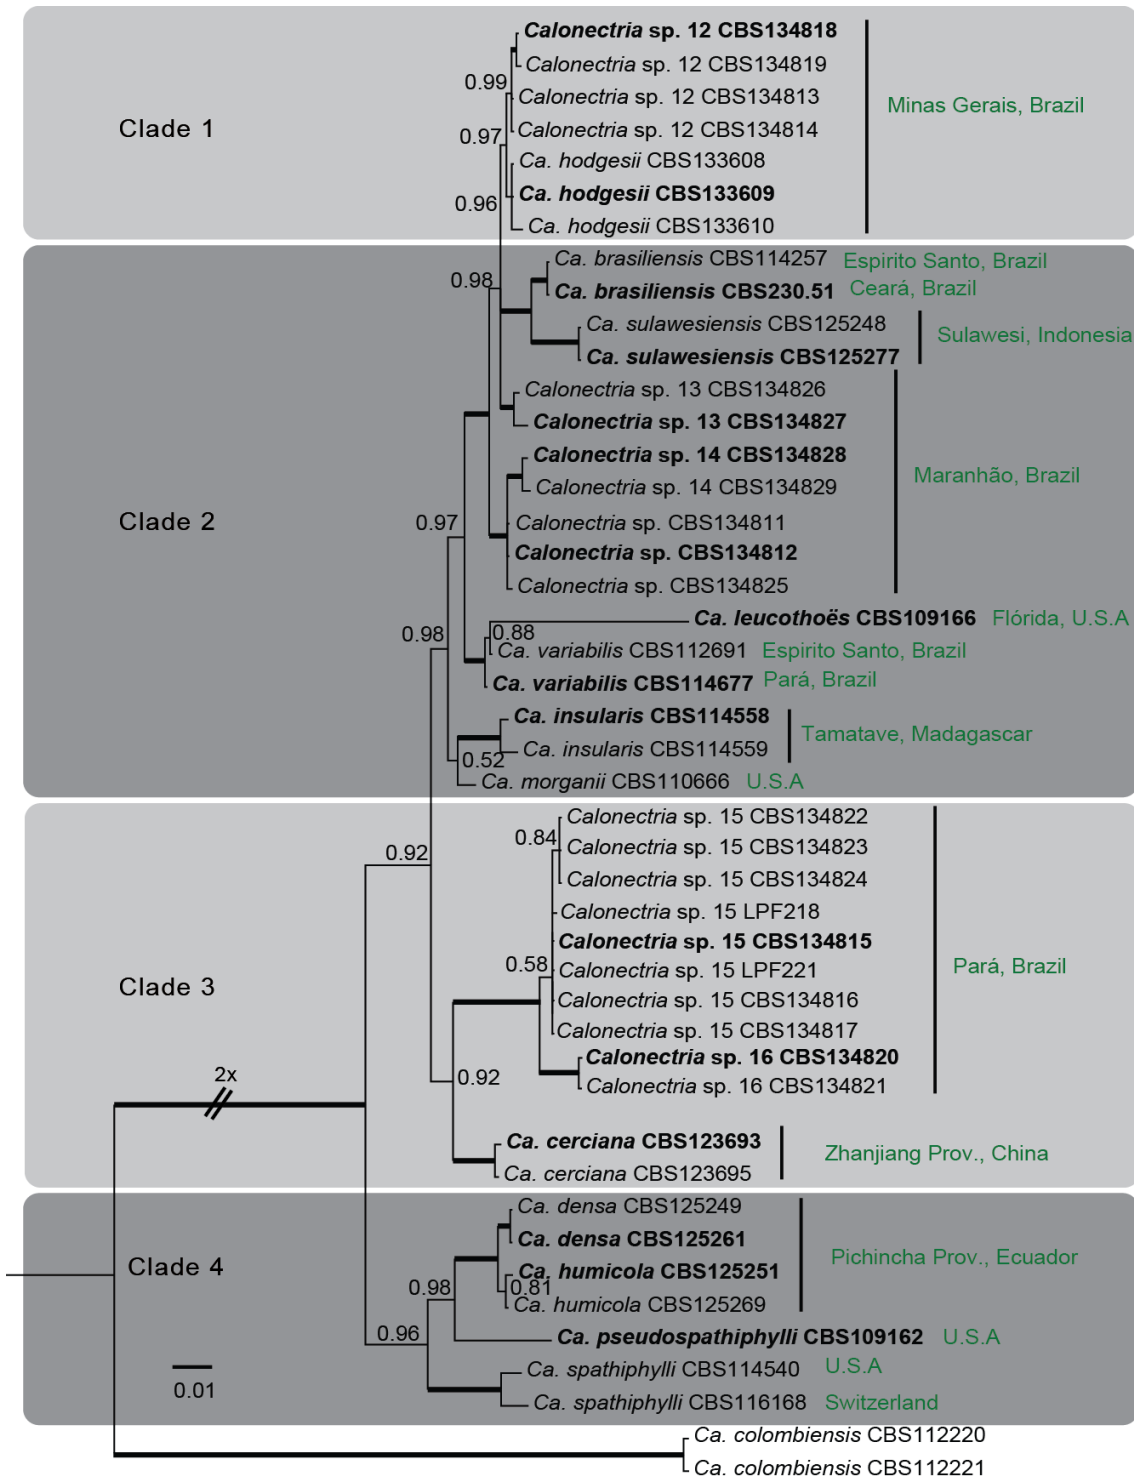 Calonectria sp. 12 CBS134818
Calonectria sp. 12 CBS134819
0.99
Calonectria sp. 12 CBS134813
Minas Gerais, Brazil
Clade 1
Calonectria sp. 12 CBS134814
0.97
Ca. hodgesii CBS133608
Ca. hodgesii CBS133609
0.96
Ca. hodgesii CBS133610
Ca. brasiliensis CBS114257 Espirito Santo, Brazil
0.98
Ca. brasiliensis CBS230.51 Ceará, Brazil
Ca. sulawesiensis CBS125248
Sulawesi, Indonesia
Ca. sulawesiensis CBS125277
Calonectria sp. 13 CBS134826
Calonectria sp. 13 CBS134827
Calonectria sp. 14 CBS134828
Maranhão, Brazil
Calonectria sp. 14 CBS134829
Clade 2
0.97
Calonectria sp. CBS134811
Calonectria sp. CBS134812
Calonectria sp. CBS134825
Ca. leucothoës CBS109166 Flórida, U.S.A
0.98
0.88
Ca. variabilis CBS112691 Espirito Santo, Brazil
Ca. variabilis CBS114677 Pará, Brazil
Ca. insularis CBS114558
Tamatave, Madagascar
Ca. insularis CBS114559
0.52
Ca. morganii CBS110666 U.S.A
Calonectria sp. 15 CBS134822
0.84
Calonectria sp. 15 CBS134823
0.92
Calonectria sp. 15 CBS134824
Calonectria sp. 15 LPF218
Calonectria sp. 15 CBS134815
0.58
Calonectria sp. 15 LPF221
Pará, Brazil
Clade 3
Calonectria sp. 15 CBS134816
Calonectria sp. 15 CBS134817
Calonectria sp. 16 CBS134820
2x
0.92
Calonectria sp. 16 CBS134821
Ca. cerciana CBS123693
Zhanjiang Prov., China
Ca. cerciana CBS123695
Ca. densa CBS125249
Ca. densa CBS125261
Pichincha Prov., Ecuador
Clade 4
Ca. humicola CBS125251
0.98
0.81
Ca. humicola CBS125269
0.96
Ca. pseudospathiphylli CBS109162 U.S.A
Ca. spathiphylli CBS114540 U.S.A
0.01
Ca. spathiphylli CBS116168 Switzerland
Ca. colombiensis CBS112220
Ca. colombiensis CBS112221